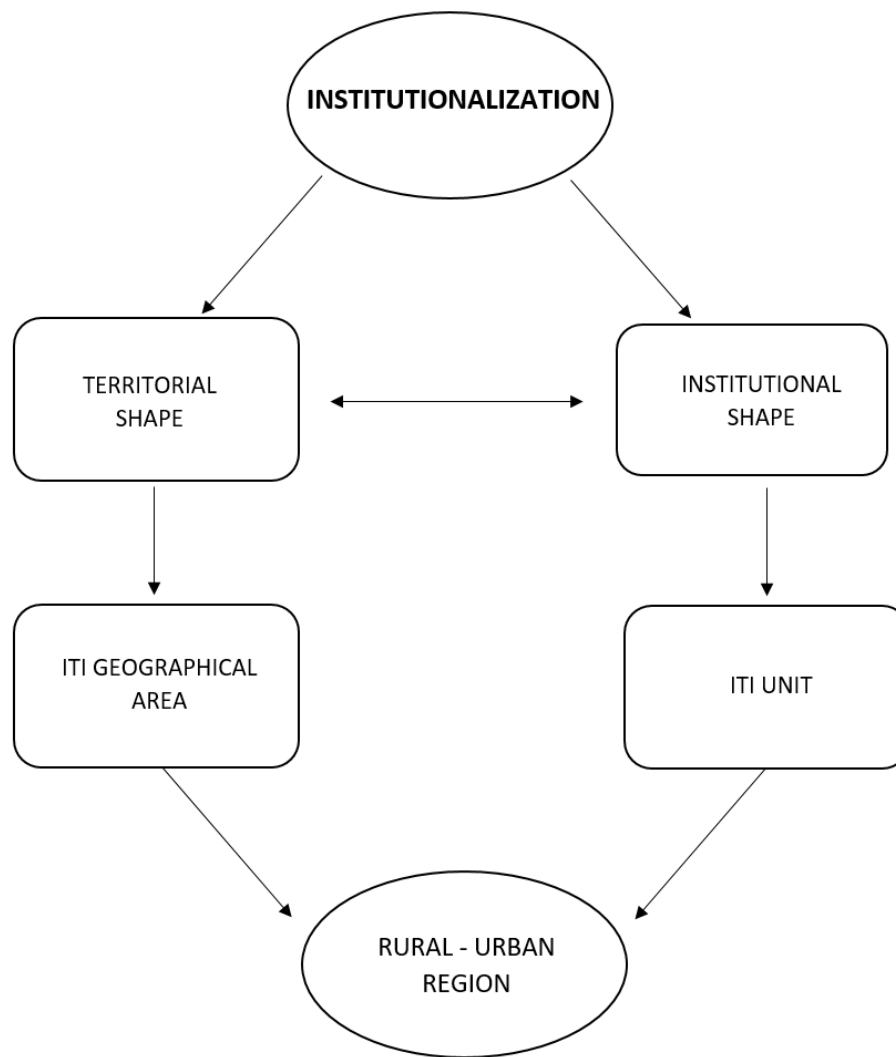 INSTITUTIONALIZATION
TERRITORIAL
SHAPE
INSTITUTIONAL
SHAPE
ITI GEOGRAPHICAL
AREA
ITI UNIT
RURAL - URBAN
REGION